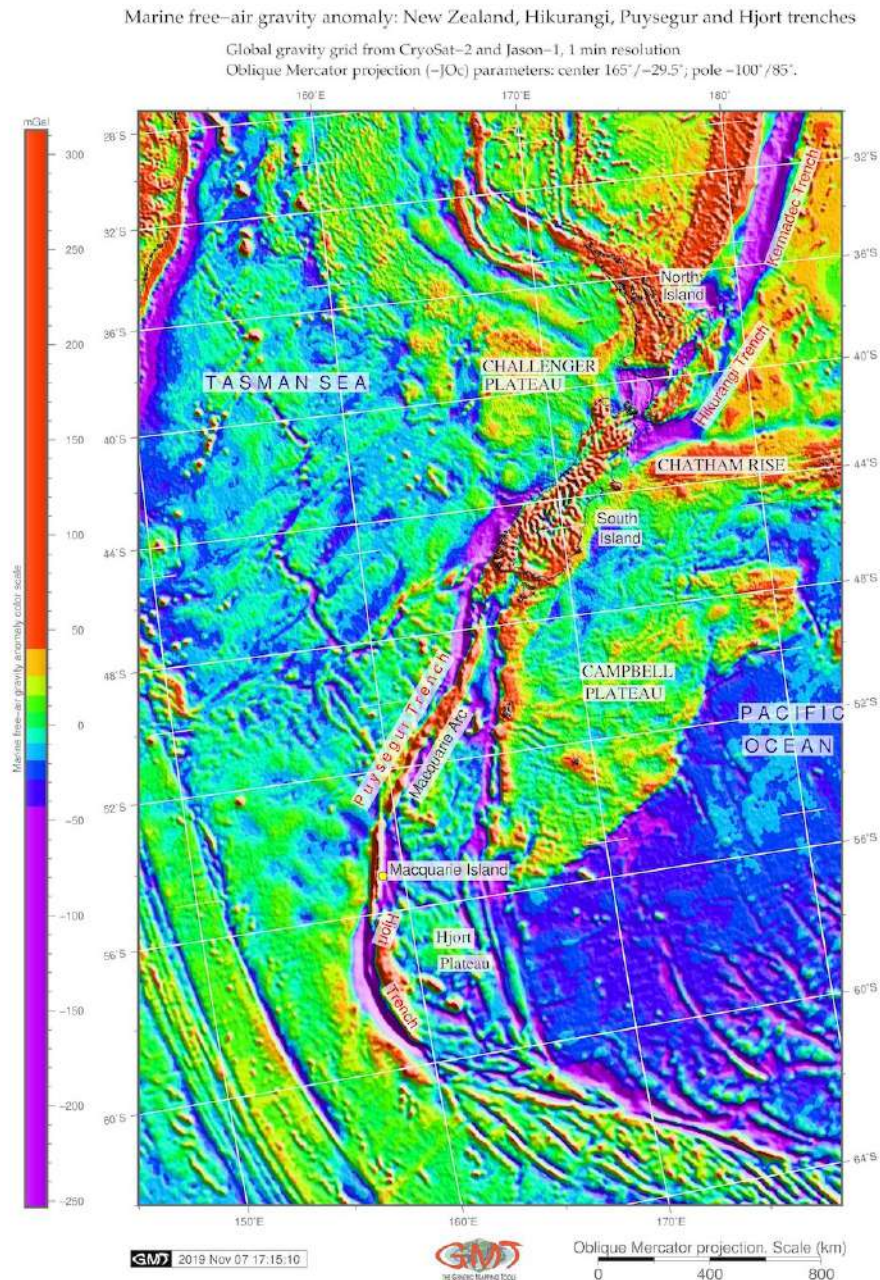 Marine free−air gravity anomaly: New Zealand, Hikurangi, Puysegur and Hjort trenches
Global gravity grid from CryoSat−2 and Jason−1, 1 min resolution
Oblique Mercator projection (−JOc) parameters: center 165˚/−29.5˚; pole −100˚/85˚.
mGal
160˚E
170˚E
180˚
300
250
200
150
100
50
0
−50
−100
−150
−200
−250
Marine free−air gravity anomaly color scale
28˚S
32˚S
36˚S
40˚S
44˚S
48˚S
52˚S
56˚S
60˚S
32˚S
36˚S
40˚S
44˚S
48˚S
52˚S
56˚S
60˚S
64˚S
Kermadec Trench
North
Island
TASMAN SEA
CHALLENGER
PLATEAU
Hikurangi Trench
CHATHAM RISE
South
Island
CAMPBELL
PLATEAU
Puysegur Trench
Macquarie Arc
PACIFIC
OCEAN
Macquarie Island
Hjort
Trench
Hjort
Plateau
150˚E
160˚E
170˚E
GMT 2019 Nov 07 17:15:10
GMT
THE GENERIC MAPPING TOOLS
Oblique Mercator projection. Scale (km)
0 400 800